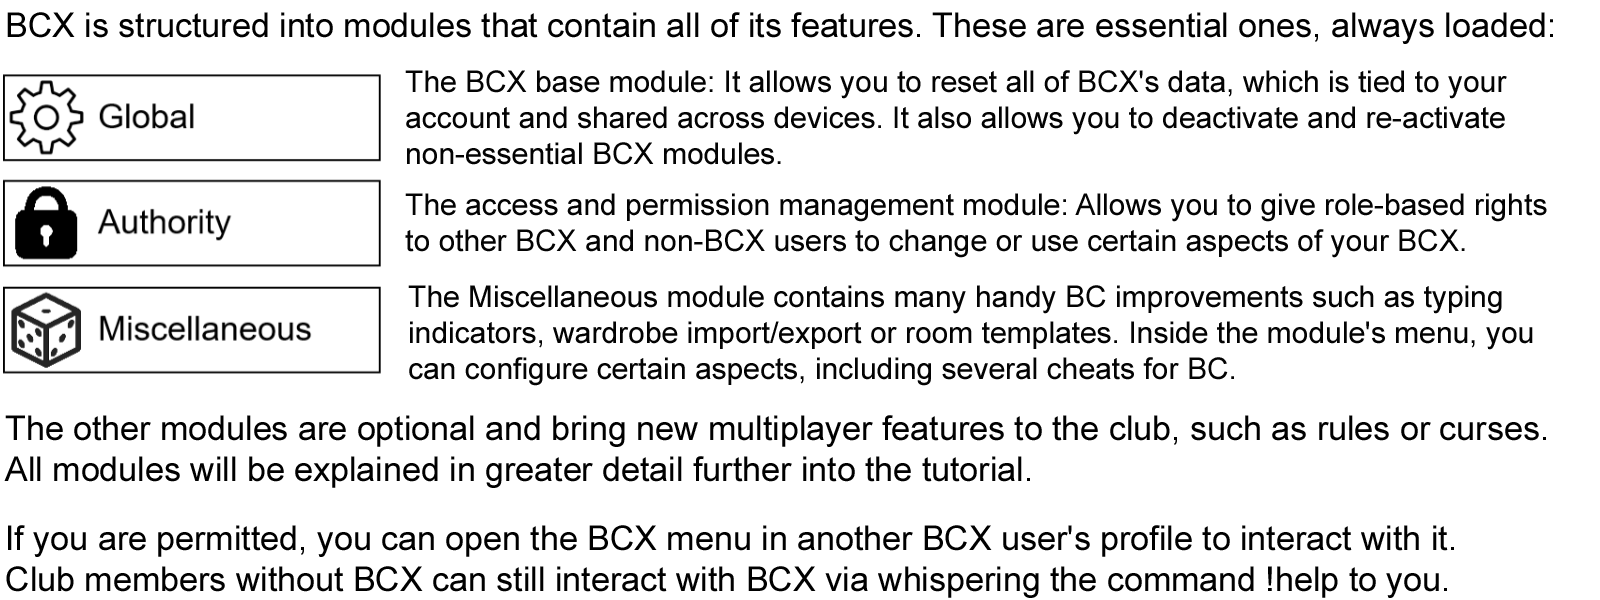 BCX is structured into modules that contain all of its features. These are essential ones, always loaded:
Global
The BCX base module: It allows you to reset all of BCX's data, which is tied to your
account and shared across devices. It also allows you to deactivate and re-activate
non-essential BCX modules.
Authority
The access and permission management module: Allows you to give role-based rights
to other BCX and non-BCX users to change or use certain aspects of your BCX.
Miscellaneous
The Miscellaneous module contains many handy BC improvements such as typing
indicators, wardrobe import/export or room templates. Inside the module's menu, you
can configure certain aspects, including several cheats for BC.
The other modules are optional and bring new multiplayer features to the club, such as rules or curses.
All modules will be explained in greater detail further into the tutorial.
If you are permitted, you can open the BCX menu in another BCX user's profile to interact with it.
Club members without BCX can still interact with BCX via whispering the command !help to you.